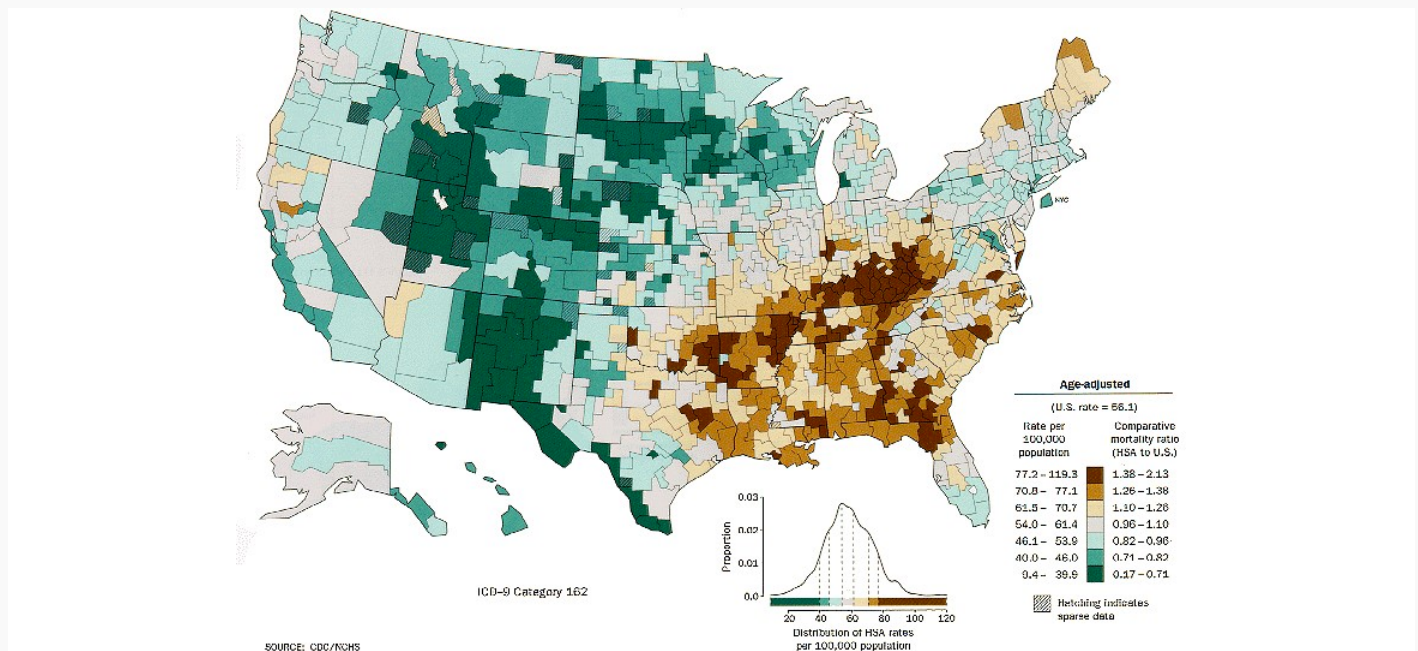 NYC
Age-adjusted
(U.S. rate = 56.1)
Rate per
100,000
population
Comparative
mortality ratio
(HSA to U.S.)
77.2 – 119.3 1.38 – 2.13
70.8 – 77.1 1.26 – 1.38
61.5 – 70.7 1.10 – 1.26
54.0 – 61.4 0.96 – 1.10
46.1 – 53.9 0.82 – 0.96
40.0 – 46.0 0.71 – 0.82
9.4 – 39.9 0.17 – 0.71
Hatching indicates
sparse data
Proportion
0.03
0.02
0.01
0.0
20 40 60 80 100 120
Distribution of HSA rates
per 100,000 population
ICD–9 Category 162
SOURCE: CDC/NCHS